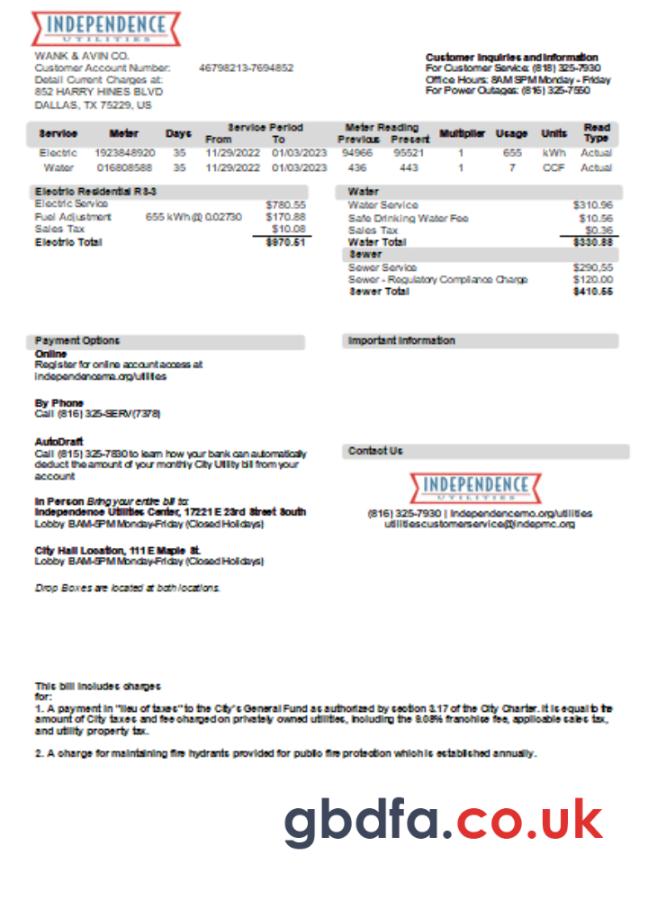 INDEPENDENCE
UTILITIES
WANK & AVIN CO.
Customer Account Number: 46798213-7694852
Detail Current Charges at:
852 HARRY HINES BLVD
DALLAS, TX 75229, US
Customer Inquiries and Information
For Customer Service: (818) 325-7930
Office Hours: 8AM SPM Monday - Friday
For Power Outages: (816) 325-7550
Service Meter Days Service Period From To Meter Reading Previous Present Multiplier Usage Units Read Type
Electric 1923848920 35 11/29/2022 01/03/2023 94966 95521 1 655 kWh Actual
Water 016808588 35 11/29/2022 01/03/2023 436 443 1 7 CCF Actual
Electric Residential RS-3
Electric Service $780.55
Fuel Adjustment 655 kWh @ 0.02730 $170.88
Sales Tax $10.08
Electric Total $970.51
Water
Water Service $310.96
Safe Drinking Water Fee $10.56
Sales Tax $0.36
Water Total $330.88
Sewer
Sewer Service $290,55
Sewer - Regulatory Compliance Charge $120.00
Sewer Total $410.55
Payment Options
Online
Register for online account access at
independencemo.org/utilities
By Phone
Call (816) 325-SERV(7378)
AutoDraft
Call (815) 325-7830 to learn how your bank can automatically
deduct the amount of your monthly City Utility bill from your
account
In Person Bring your entire bill to:
Independence Utilities Center, 17221 E 23rd Street South
Lobby 8AM-5PM Monday-Friday (Closed Holidays)
City Hall Location, 111 E Maple St.
Lobby 8AM-5PM Monday-Friday (Closed Holidays)
Drop Boxes are located at both locations.
Important Information
Contact Us
INDEPENDENCE
UTILITIES
(816) 325-7930 | Independencemo.org/utilities
utilitiescustomerservice@indepmc.org
This bill includes charges
for:
1. A payment in "lieu of taxes" to the City's General Fund as authorized by section 3.17 of the City Charter. It is equal to the
amount of City taxes and fee charged on privately owned utilities, including the 9.08% franchise fee, applicable sales tax,
and utility property tax.
2. A charge for maintaining fire hydrants provided for public fire protection which is established annually.
gbdfa.co.uk